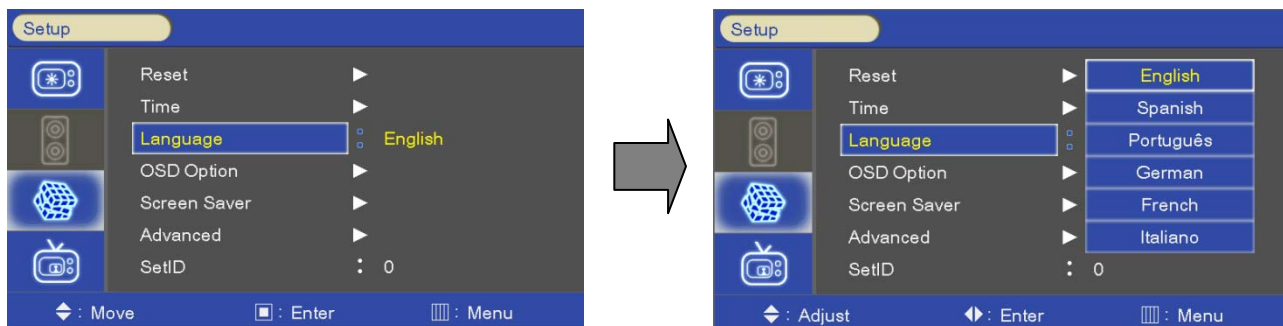 Setup
Reset
Time
Language : English
OSD Option
Screen Saver
Advanced
SetID : 0
: Move : Enter : Menu
Setup
Reset English
Time Spanish
Language : Português
OSD Option German
Screen Saver French
Advanced Italiano
SetID : 0
: Adjust : Enter : Menu